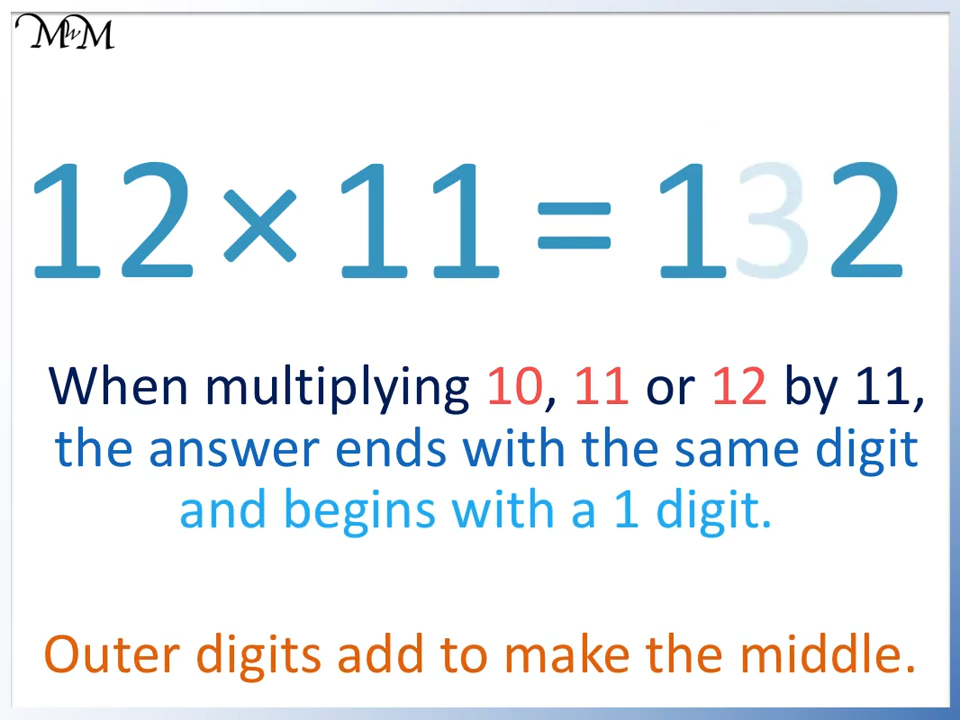 MwM
12 × 11 = 132
When multiplying 10, 11 or 12 by 11,
the answer ends with the same digit
and begins with a 1 digit.
Outer digits add to make the middle.